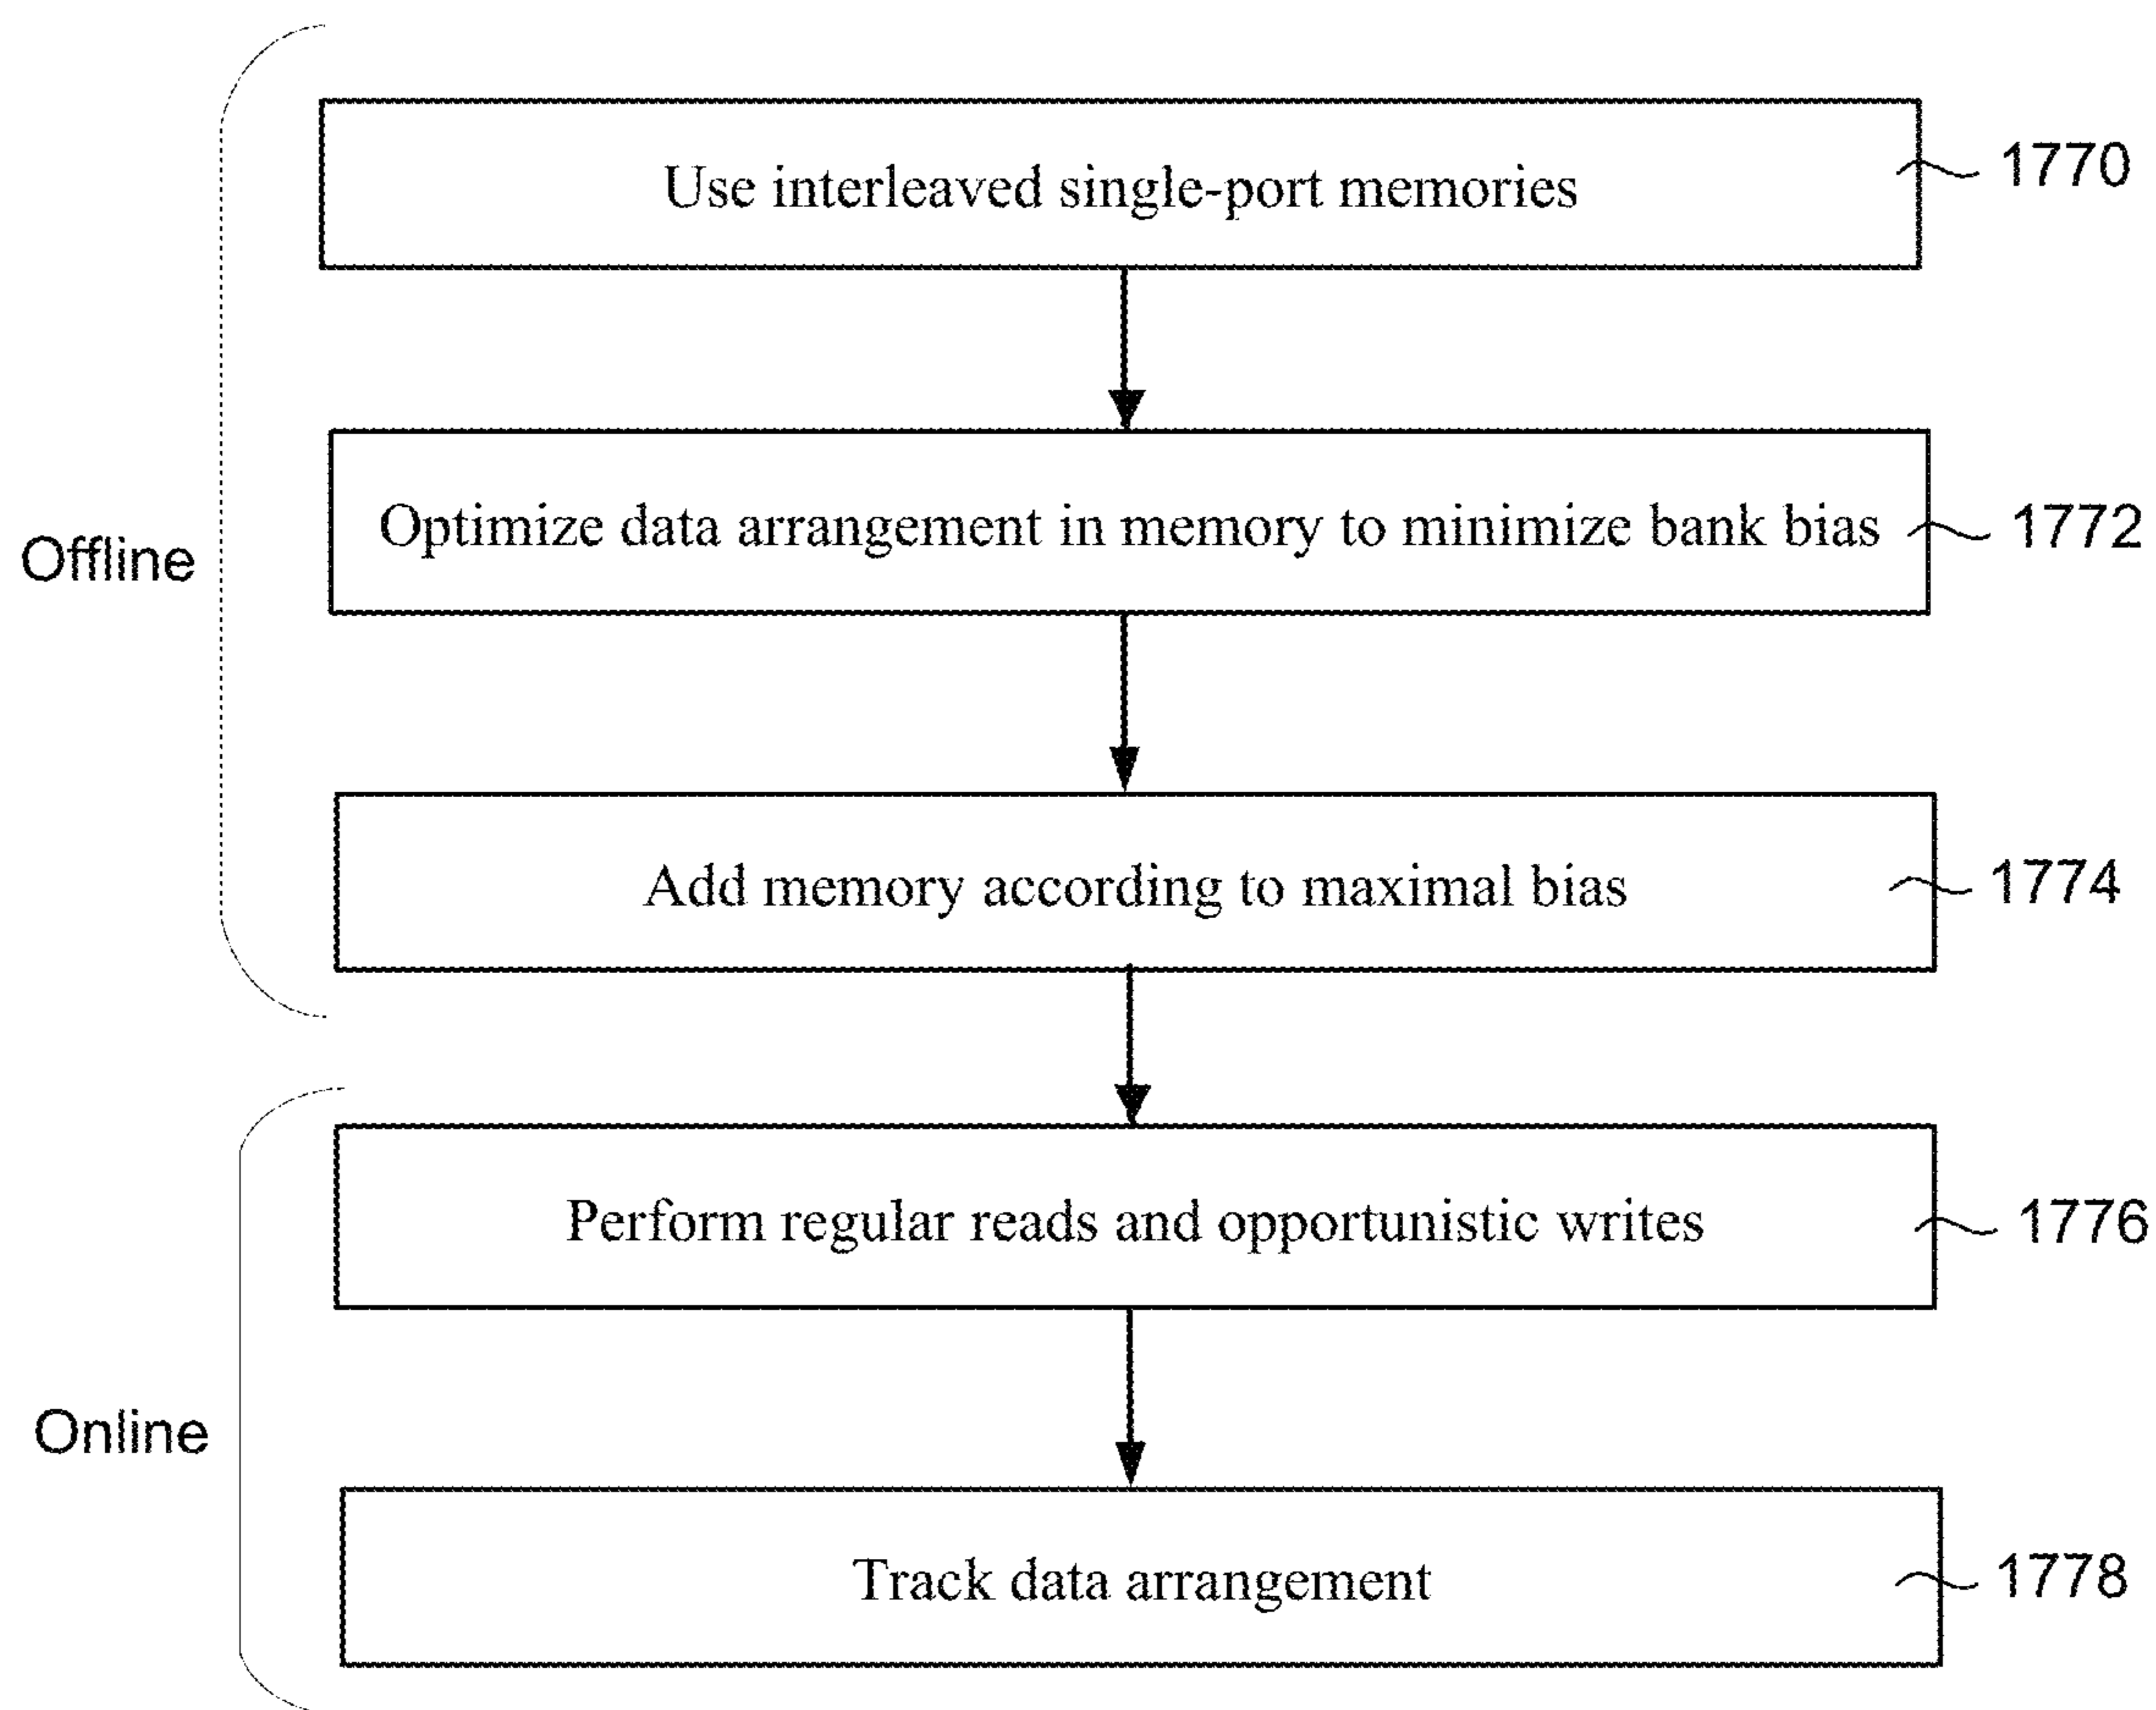 Use interleaved single-port memories
1770
Offline
Optimize data arrangement in memory to minimize bank bias
1772
Add memory according to maximal bias
1774
Perform regular reads and opportunistic writes
1776
Online
Track data arrangement
1778